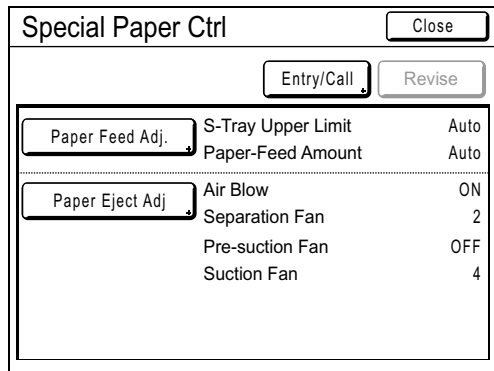 Special Paper Ctrl Close
Entry/Call Revise
Paper Feed Adj. S-Tray Upper Limit Auto
Paper-Feed Amount Auto
Paper Eject Adj Air Blow ON
Separation Fan 2
Pre-suction Fan OFF
Suction Fan 4